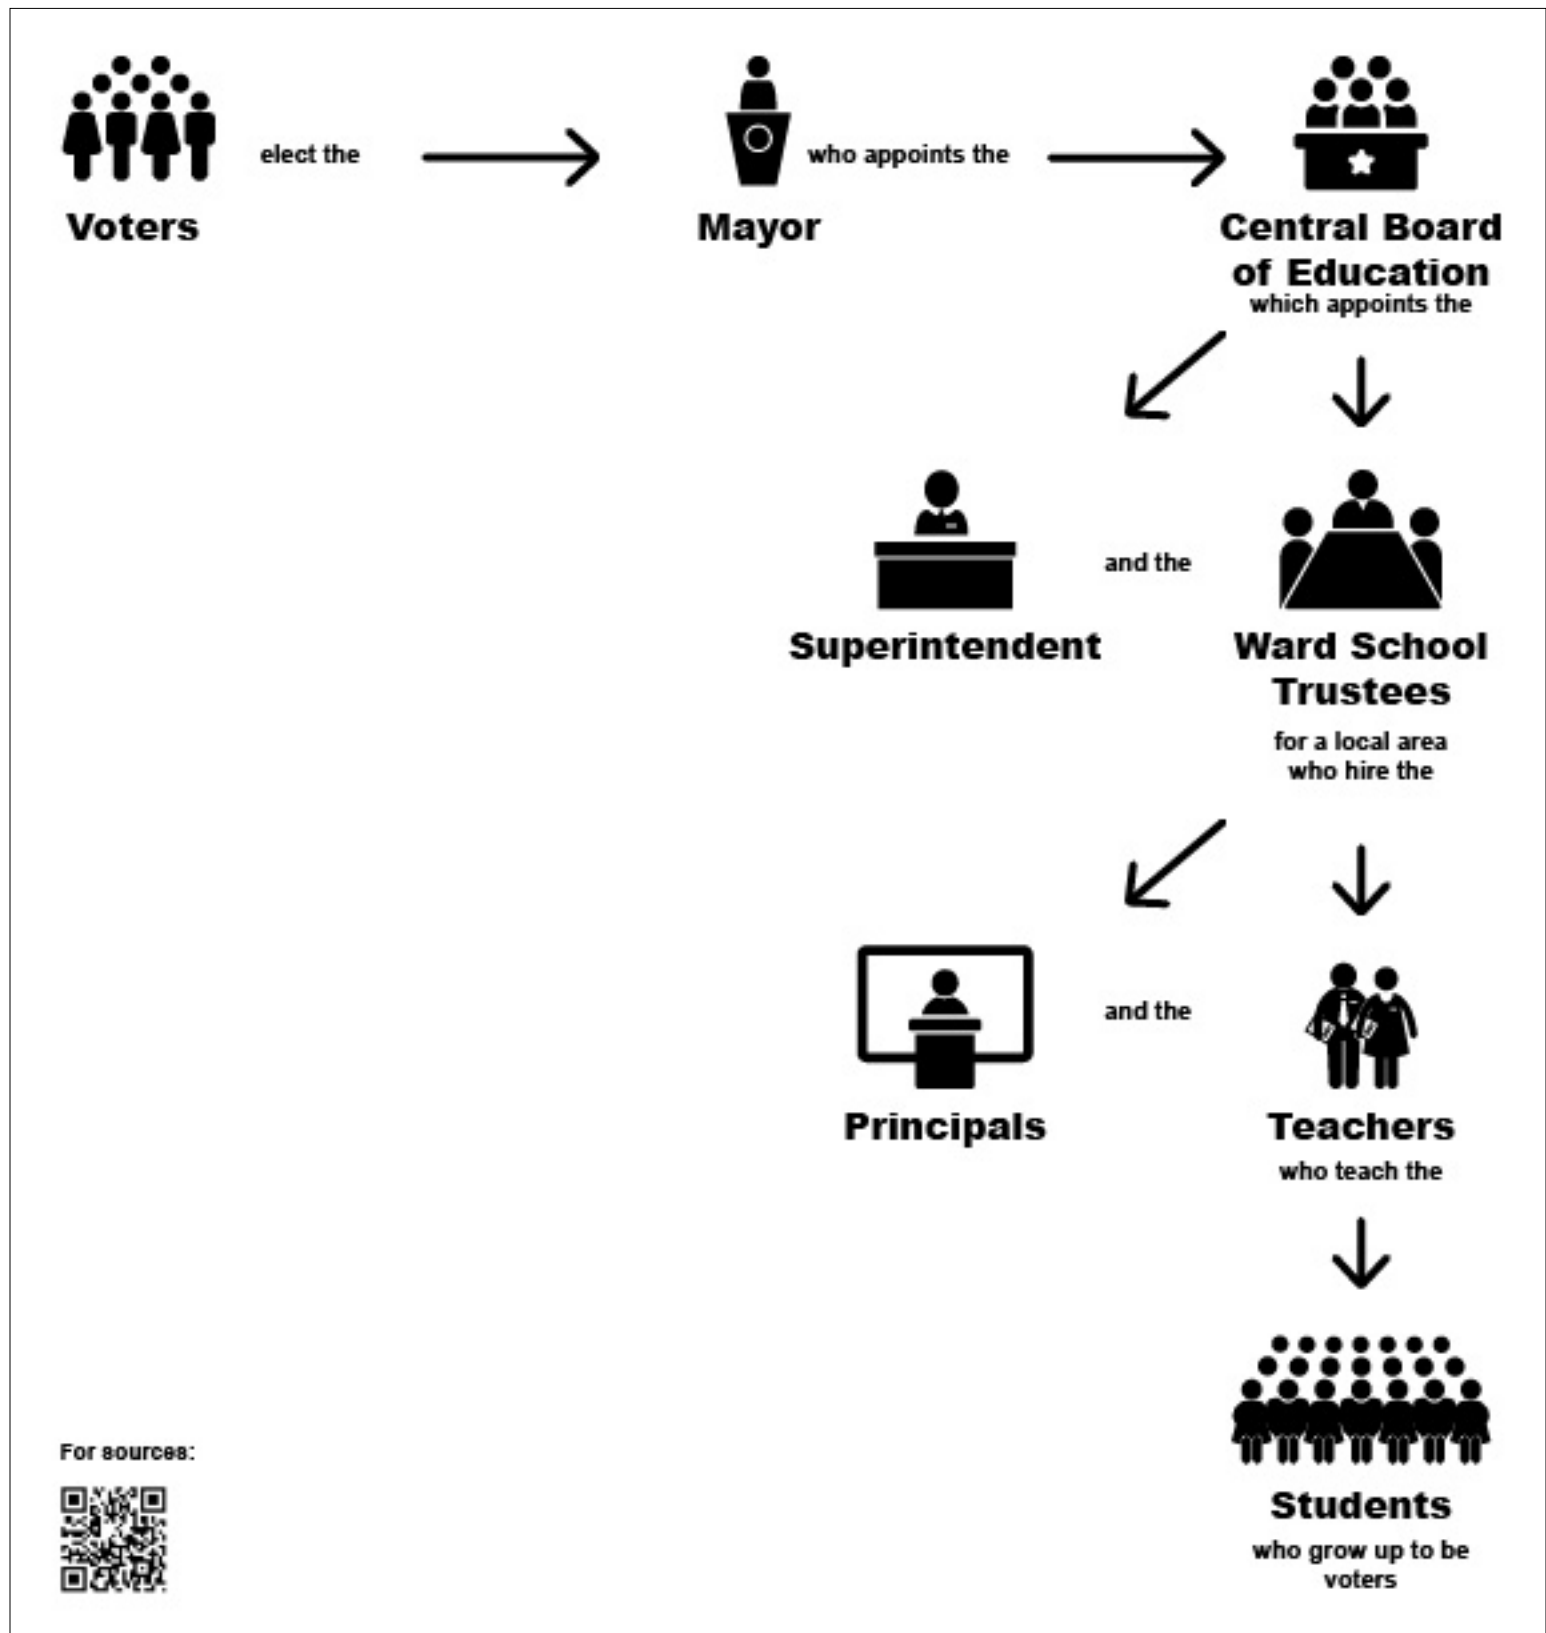 elect the
who appoints the
Voters
Mayor
Central Board
of Education
which appoints the
and the
Superintendent
Ward School
Trustees
for a local area
who hire the
and the
Principals
Teachers
who teach the
For sources:
Students
who grow up to be
voters